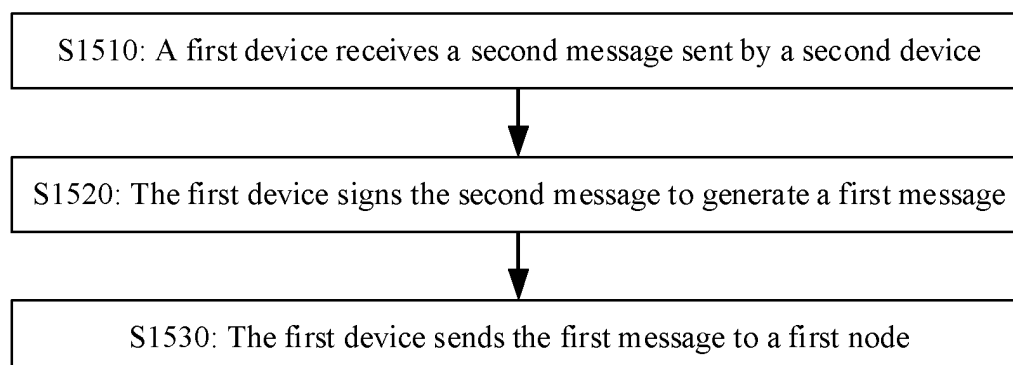 S1510: A first device receives a second message sent by a second device
S1520: The first device signs the second message to generate a first message
S1530: The first device sends the first message to a first node